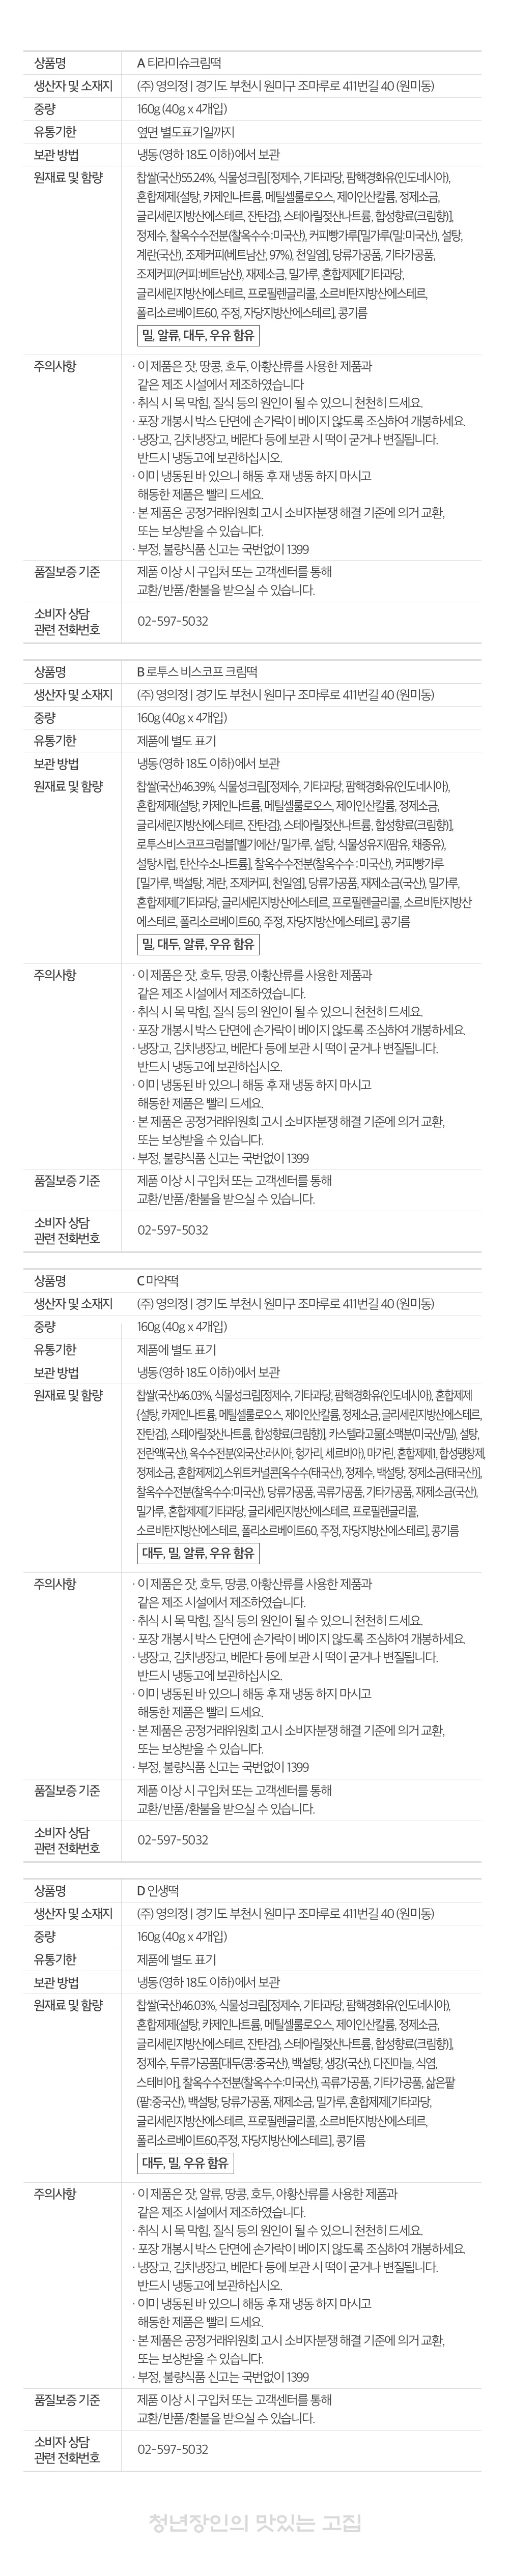 상품명 A 티라미슈크림떡
생산자 및 소재지 (주) 영의정 | 경기도 부천시 원미구 조마루로 411번길 40 (원미동)
중량 160g (40g x 4개입)
유통기한 옆면 별도표기일까지
보관 방법 냉동(영하 18도 이하)에서 보관
원재료 및 함량 찹쌀(국산)55.24%, 식물성크림[정제수, 기타과당, 팜핵경화유(인도네시아),
혼합제제(설탕, 카제인나트륨, 메틸셀룰로오스, 제이인산칼륨, 정제소금,
글리세린지방산에스테르, 잔탄검}, 스테아릴젖산나트륨, 합성향료(크림향)],
정제수, 찰옥수수전분(찰옥수수:미국산), 커피빵가루[밀가루(밀:미국산), 설탕,
계란(국산), 조제커피(베트남산, 97%), 천일염], 당류가공품, 기타가공품,
조제커피(커피:베트남산), 재제소금, 밀가루, 혼합제제[기타과당,
글리세린지방산에스테르, 프로필렌글리콜, 소르비탄지방산에스테르,
폴리소르베이트60, 주정, 자당지방산에스테르], 콩기름
밀, 알류, 대두, 우유 함유
주의사항 · 이 제품은 잣, 땅콩, 호두, 아황산류를 사용한 제품과
같은 제조 시설에서 제조하였습니다
· 취식 시 목 막힘, 질식 등의 원인이 될 수 있으니 천천히 드세요.
· 포장 개봉시 박스 단면에 손가락이 베이지 않도록 조심하여 개봉하세요.
· 냉장고, 김치냉장고, 베란다 등에 보관 시 떡이 굳거나 변질됩니다.
반드시 냉동고에 보관하십시오.
· 이미 냉동된 바 있으니 해동 후 재 냉동 하지 마시고
해동한 제품은 빨리 드세요.
· 본 제품은 공정거래위원회 고시 소비자분쟁 해결 기준에 의거 교환,
또는 보상받을 수 있습니다.
· 부정, 불량식품 신고는 국번없이 1399
품질보증 기준 제품 이상 시 구입처 또는 고객센터를 통해
교환/반품/환불을 받으실 수 있습니다.
소비자 상담
관련 전화번호 02-597-5032
상품명 B 로투스 비스코프 크림떡
생산자 및 소재지 (주) 영의정 | 경기도 부천시 원미구 조마루로 411번길 40 (원미동)
중량 160g (40g x 4개입)
유통기한 제품에 별도 표기
보관 방법 냉동(영하 18도 이하)에서 보관
원재료 및 함량 찹쌀(국산)46.39%, 식물성크림[정제수, 기타과당, 팜핵경화유(인도네시아),
혼합제제(설탕, 카제인나트륨, 메틸셀룰로오스, 제이인산칼륨, 정제소금,
글리세린지방산에스테르, 잔탄검}, 스테아릴젖산나트륨, 합성향료(크림향)],
로투스비스코프크럼블[벨기에산/밀가루, 설탕, 식물성유지(팜유, 채종유),
설탕시럽, 탄산수소나트륨], 찰옥수수전분(찰옥수수 : 미국산), 커피빵가루
[밀가루, 백설탕, 계란, 조제커피, 천일염], 당류가공품, 재제소금(국산), 밀가루,
혼합제제[기타과당, 글리세린지방산에스테르, 프로필렌글리콜, 소르비탄지방산
에스테르, 폴리소르베이트60, 주정, 자당지방산에스테르], 콩기름
밀, 대두, 알류, 우유 함유
주의사항 · 이 제품은 잣, 호두, 땅콩, 아황산류를 사용한 제품과
같은 제조 시설에서 제조하였습니다.
· 취식 시 목 막힘, 질식 등의 원인이 될 수 있으니 천천히 드세요.
· 포장 개봉시 박스 단면에 손가락이 베이지 않도록 조심하여 개봉하세요.
· 냉장고, 김치냉장고, 베란다 등에 보관 시 떡이 굳거나 변질됩니다.
반드시 냉동고에 보관하십시오.
· 이미 냉동된 바 있으니 해동 후 재 냉동 하지 마시고
해동한 제품은 빨리 드세요.
· 본 제품은 공정거래위원회 고시 소비자분쟁 해결 기준에 의거 교환,
또는 보상받을 수 있습니다.
· 부정, 불량식품 신고는 국번없이 1399
품질보증 기준 제품 이상 시 구입처 또는 고객센터를 통해
교환/반품/환불을 받으실 수 있습니다.
소비자 상담
관련 전화번호 02-597-5032
상품명 C 마약떡
생산자 및 소재지 (주) 영의정 | 경기도 부천시 원미구 조마루로 411번길 40 (원미동)
중량 160g (40g x 4개입)
유통기한 제품에 별도 표기
보관 방법 냉동(영하 18도 이하)에서 보관
원재료 및 함량 찹쌀(국산)46.03%, 식물성크림[정제수, 기타과당, 팜핵경화유(인도네시아), 혼합제제
{설탕, 카제인나트륨, 메틸셀룰로오스, 제이인산칼륨, 정제소금, 글리세린지방산에스테르,
잔탄검}, 스테아릴젖산나트륨, 합성향료(크림향)], 카스텔라고물[소맥분(미국산/밀), 설탕,
전란액(국산), 옥수수전분(외국산:러시아, 헝가리, 세르비아), 마가린, 혼합제제1, 합성팽창제,
정제소금, 혼합제제2],스위트커널콘[옥수수(태국산), 정제수, 백설탕, 정제소금(태국산)],
찰옥수수전분(찰옥수수:미국산), 당류가공품, 곡류가공품, 기타가공품, 재제소금(국산),
밀가루, 혼합제제[기타과당, 글리세린지방산에스테르, 프로필렌글리콜,
소르비탄지방산에스테르, 폴리소르베이트60, 주정, 자당지방산에스테르], 콩기름
대두, 밀, 알류, 우유 함유
주의사항 · 이 제품은 잣, 호두, 땅콩, 아황산류를 사용한 제품과
같은 제조 시설에서 제조하였습니다.
· 취식 시 목 막힘, 질식 등의 원인이 될 수 있으니 천천히 드세요.
· 포장 개봉시 박스 단면에 손가락이 베이지 않도록 조심하여 개봉하세요.
· 냉장고, 김치냉장고, 베란다 등에 보관 시 떡이 굳거나 변질됩니다.
반드시 냉동고에 보관하십시오.
· 이미 냉동된 바 있으니 해동 후 재 냉동 하지 마시고
해동한 제품은 빨리 드세요.
· 본 제품은 공정거래위원회 고시 소비자분쟁 해결 기준에 의거 교환,
또는 보상받을 수 있습니다.
· 부정, 불량식품 신고는 국번없이 1399
품질보증 기준 제품 이상 시 구입처 또는 고객센터를 통해
교환/반품/환불을 받으실 수 있습니다.
소비자 상담
관련 전화번호 02-597-5032
상품명 D 인생떡
생산자 및 소재지 (주) 영의정 | 경기도 부천시 원미구 조마루로 411번길 40 (원미동)
중량 160g (40g x 4개입)
유통기한 제품에 별도 표기
보관 방법 냉동(영하 18도 이하)에서 보관
원재료 및 함량 찹쌀(국산)46.03%, 식물성크림[정제수, 기타과당, 팜핵경화유(인도네시아),
혼합제제(설탕, 카제인나트륨, 메틸셀룰로오스, 제이인산칼륨, 정제소금,
글리세린지방산에스테르, 잔탄검}, 스테아릴젖산나트륨, 합성향료(크림향)],
정제수, 두류가공품[대두(콩:중국산), 백설탕, 생강(국산), 다진마늘, 식염,
스테비아], 찰옥수수전분(찰옥수수:미국산), 곡류가공품, 기타가공품, 삶은팥
(팥:중국산), 백설탕, 당류가공품, 재제소금, 밀가루, 혼합제제[기타과당,
글리세린지방산에스테르, 프로필렌글리콜, 소르비탄지방산에스테르,
폴리소르베이트60,주정, 자당지방산에스테르], 콩기름
대두, 밀, 우유 함유
주의사항 · 이 제품은 잣, 알류, 땅콩, 호두, 아황산류를 사용한 제품과
같은 제조 시설에서 제조하였습니다.
· 취식 시 목 막힘, 질식 등의 원인이 될 수 있으니 천천히 드세요.
· 포장 개봉시 박스 단면에 손가락이 베이지 않도록 조심하여 개봉하세요.
· 냉장고, 김치냉장고, 베란다 등에 보관 시 떡이 굳거나 변질됩니다.
반드시 냉동고에 보관하십시오.
· 이미 냉동된 바 있으니 해동 후 재 냉동 하지 마시고
해동한 제품은 빨리 드세요.
· 본 제품은 공정거래위원회 고시 소비자분쟁 해결 기준에 의거 교환,
또는 보상받을 수 있습니다.
· 부정, 불량식품 신고는 국번없이 1399
품질보증 기준 제품 이상 시 구입처 또는 고객센터를 통해
교환/반품/환불을 받으실 수 있습니다.
소비자 상담
관련 전화번호 02-597-5032
청년장인의 맛있는 고집